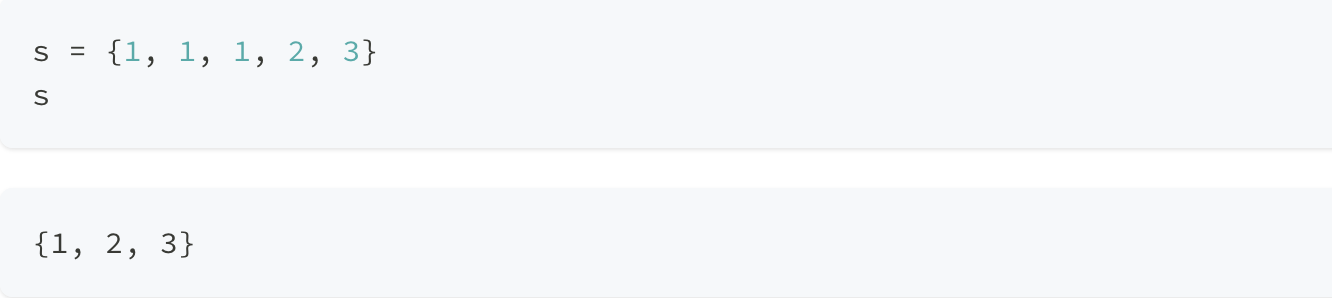 s = {1, 1, 1, 2, 3}
s
{1, 2, 3}